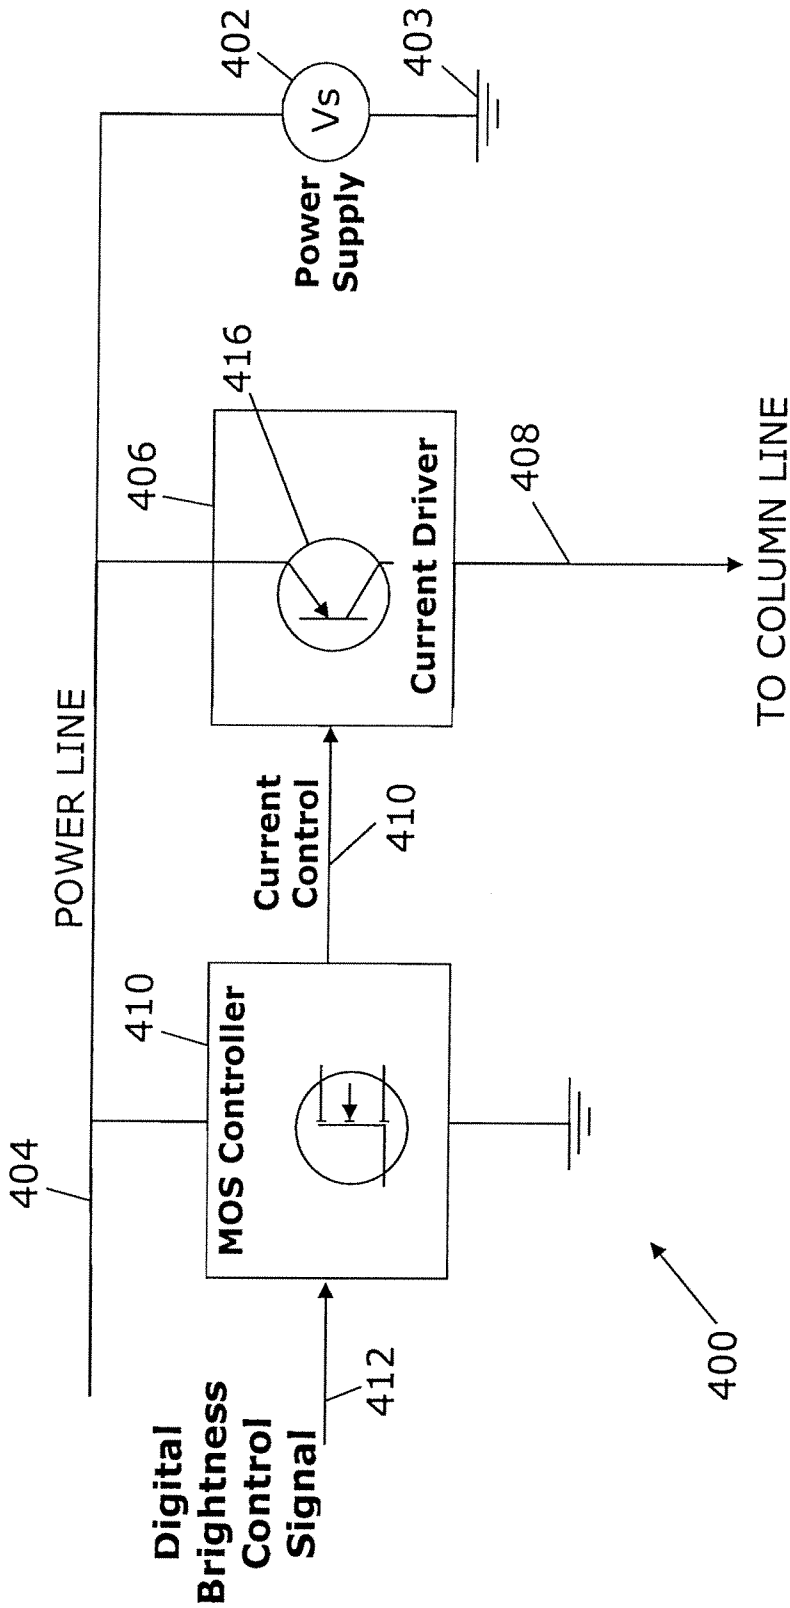 404
POWER LINE
410
MOS Controller
Digital
Brightness
Control
Signal
412
Current
Control
410
406
416
Current Driver
408
TO COLUMN LINE
402
Vs
Power
Supply
403
400